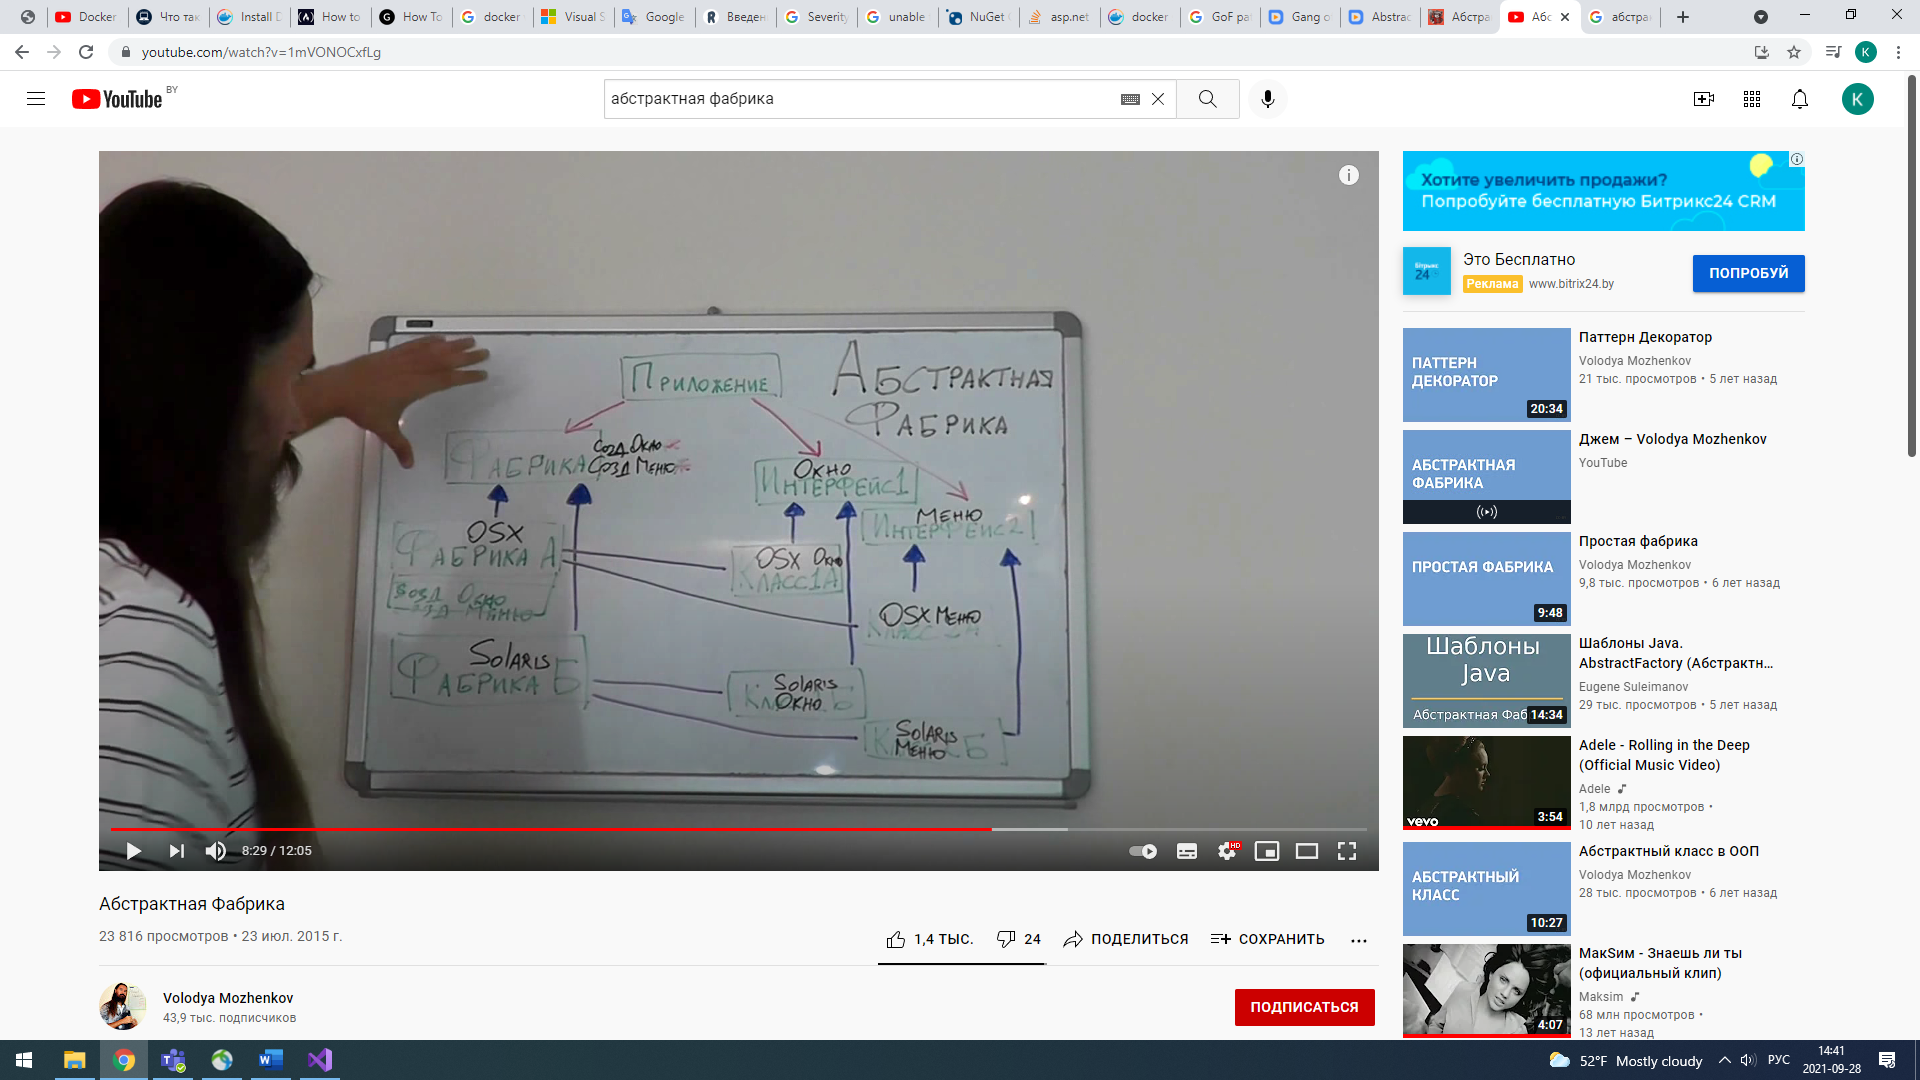 Docker
Что так
Install D
How to
How To
docker
Visual S
Google
Введен
Severity
unable
NuGet
asp.net
docker
GoF pat
Gang o
Abstrac
Абстра
Абс
абстра
youtube.com/watch?v=1mVONOCxfLg
K
YouTube BY
абстрактная фабрика
K
Приложение
Абстрактная
Фабрика
Фабрика
Созд Окно
Созд Меню
Окно
Интерфейс1
Меню
Интерфейс2
OSX
Фабрика А
Созд Окно
Созд Меню
OSX Окно
Класс1А
OSX Меню
Solaris
Фабрика Б
Solaris
Окно
Solaris
Меню
8:29 / 12:05
HD
Абстрактная Фабрика
23 816 просмотров • 23 июл. 2015 г.
1,4 ТЫС.
24
ПОДЕЛИТЬСЯ
СОХРАНИТЬ
Volodya Mozhenkov
43,9 тыс. подписчиков
ПОДПИСАТЬСЯ
Хотите увеличить продажи?
Попробуйте бесплатную Битрикс24 CRM
Бітрыкс
24
Это Бесплатно
Реклама www.bitrix24.by
ПОПРОБУЙ
ПАТТЕРН
ДЕКОРАТОР
20:34
Паттерн Декоратор
Volodya Mozhenkov
21 тыс. просмотров • 5 лет назад
АБСТРАКТНАЯ
ФАБРИКА
Джем – Volodya Mozhenkov
YouTube
ПРОСТАЯ ФАБРИКА
9:48
Простая фабрика
Volodya Mozhenkov
9,8 тыс. просмотров • 6 лет назад
Шаблоны
Java
Абстрактная Фаб
14:34
Шаблоны Java.
AbstractFactory (Абстрактн...
Eugene Suleimanov
29 тыс. просмотров • 5 лет назад
vevo
3:54
Adele - Rolling in the Deep
(Official Music Video)
Adele
1,8 млрд просмотров •
10 лет назад
АБСТРАКТНЫЙ
КЛАСС
10:27
Абстрактный класс в ООП
Volodya Mozhenkov
28 тыс. просмотров • 6 лет назад
4:07
МакSим - Знаешь ли ты
(официальный клип)
Maksim
68 млн просмотров •
13 лет назад
52°F Mostly cloudy
РУС
14:41
2021-09-28